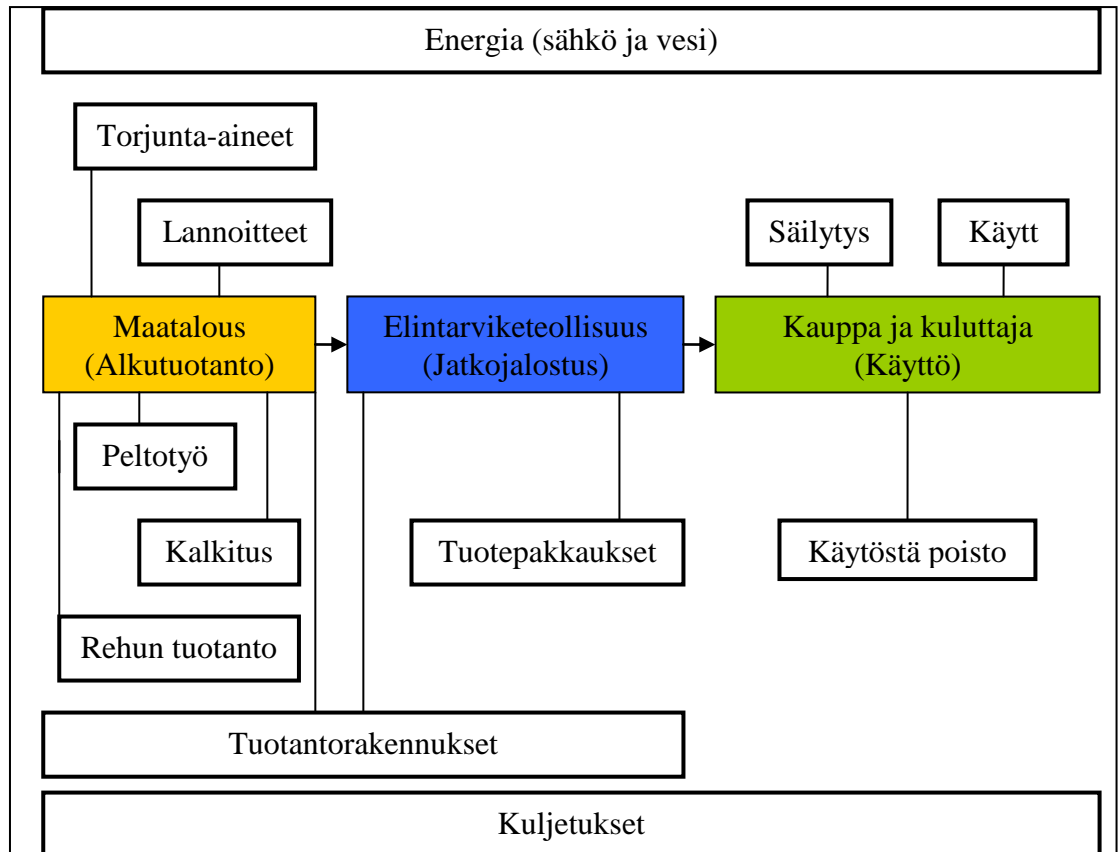 Energia (sähkö ja vesi)
Torjunta-aineet
Lannoitteet
Säilytys
Käytt
Maatalous
(Alkutuotanto)
Elintarviketeollisuus
(Jatkojalostus)
Kauppa ja kuluttaja
(Käyttö)
Peltotyö
Kalkitus
Tuotepakkaukset
Käytöstä poisto
Rehun tuotanto
Tuotantorakennukset
Kuljetukset